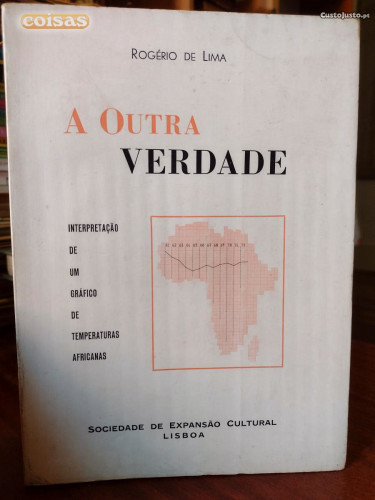 coisas
CustoJusto.pt
ROGÉRIO DE LIMA
A OUTRA
VERDADE
INTERPRETAÇÃO
DE
UM
GRÁFICO
DE
TEMPERATURAS
AFRICANAS
SOCIEDADE DE EXPANSÃO CULTURAL
LISBOA